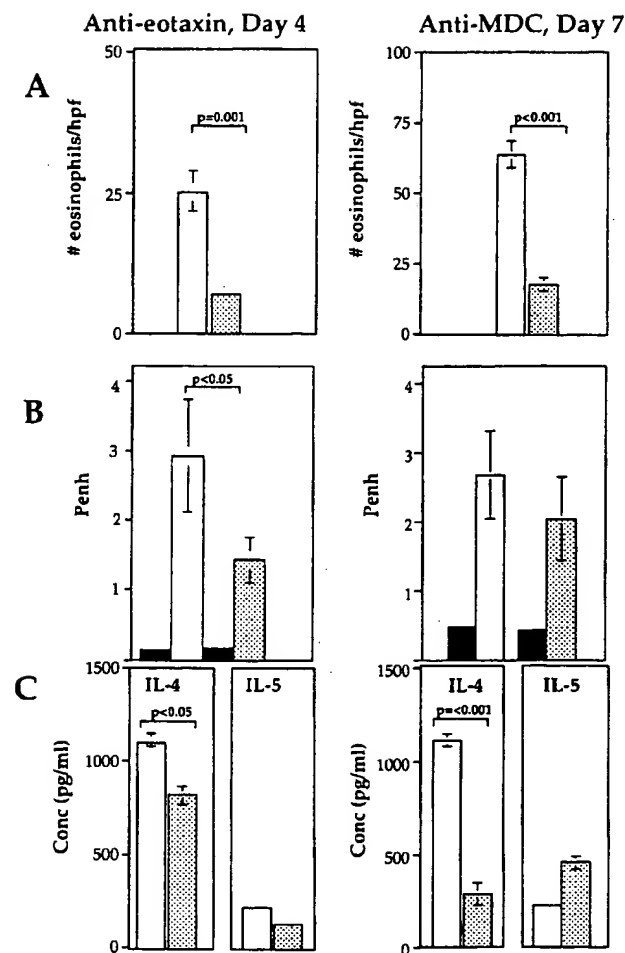 Anti-eotaxin, Day 4
Anti-MDC, Day 7
A
# eosinophils/hpf
50
25
0
p=0.001
# eosinophils/hpf
100
75
50
25
0
p<0.001
B
Penh
4
3
2
1
p<0.05
Penh
4
3
2
1
C
Conc (pg/ml)
1500
1000
500
0
IL-4
p<0.05
IL-5
Conc (pg/ml)
1500
1000
500
0
IL-4
p=<0.001
IL-5